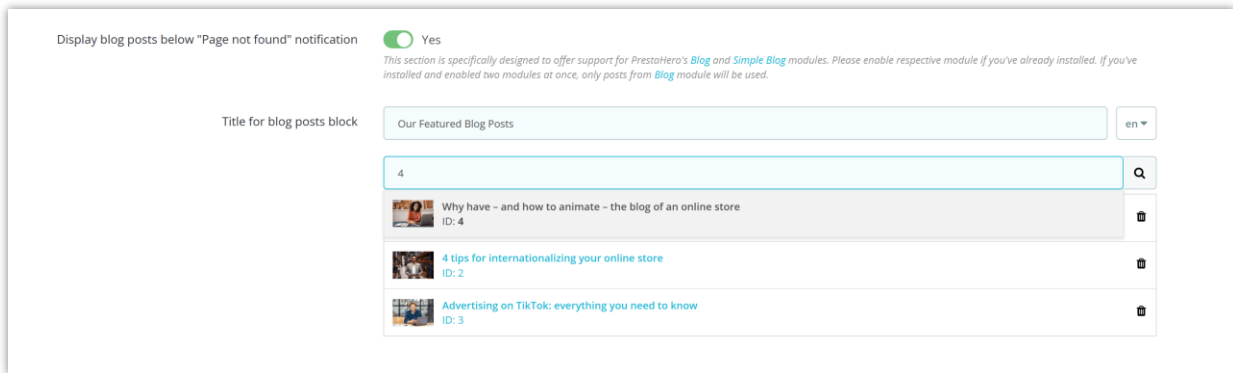 Display blog posts below "Page not found" notification
Yes
This section is specifically designed to offer support for PrestaHero's Blog and Simple Blog modules. Please enable respective module if you've already installed. If you've
installed and enabled two modules at once, only posts from Blog module will be used.
Title for blog posts block
Our Featured Blog Posts
en
4
Why have – and how to animate – the blog of an online store
ID: 4
4 tips for internationalizing your online store
ID: 2
Advertising on TikTok: everything you need to know
ID: 3